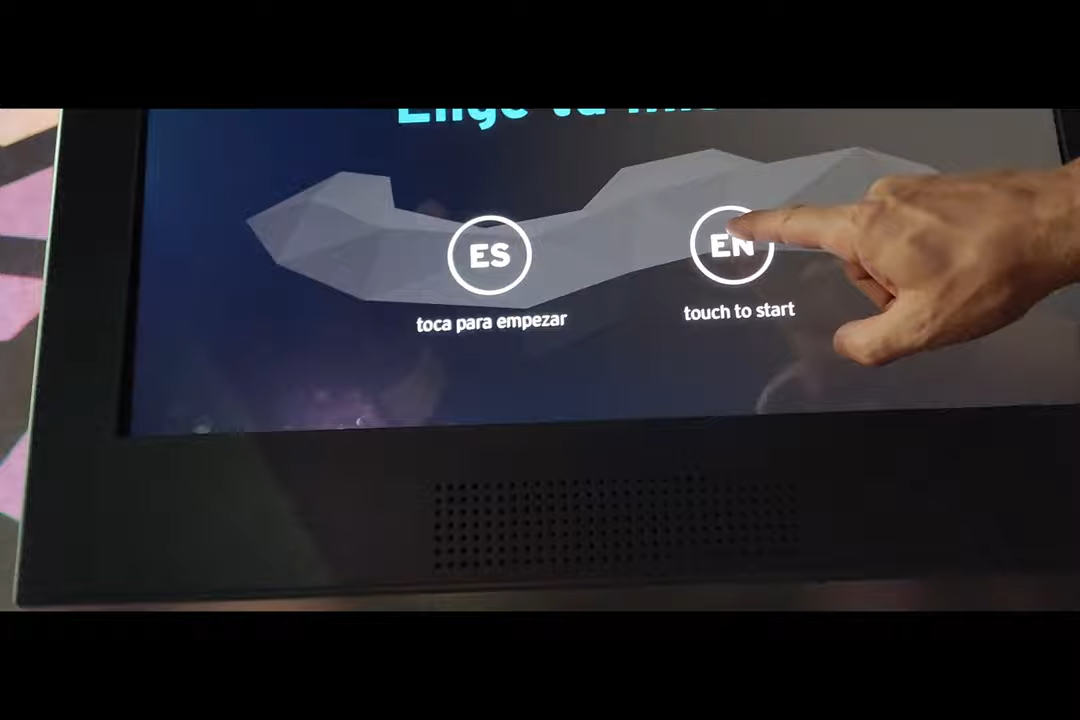 Elige tu
ES
EN
toca para empezar
touch to start